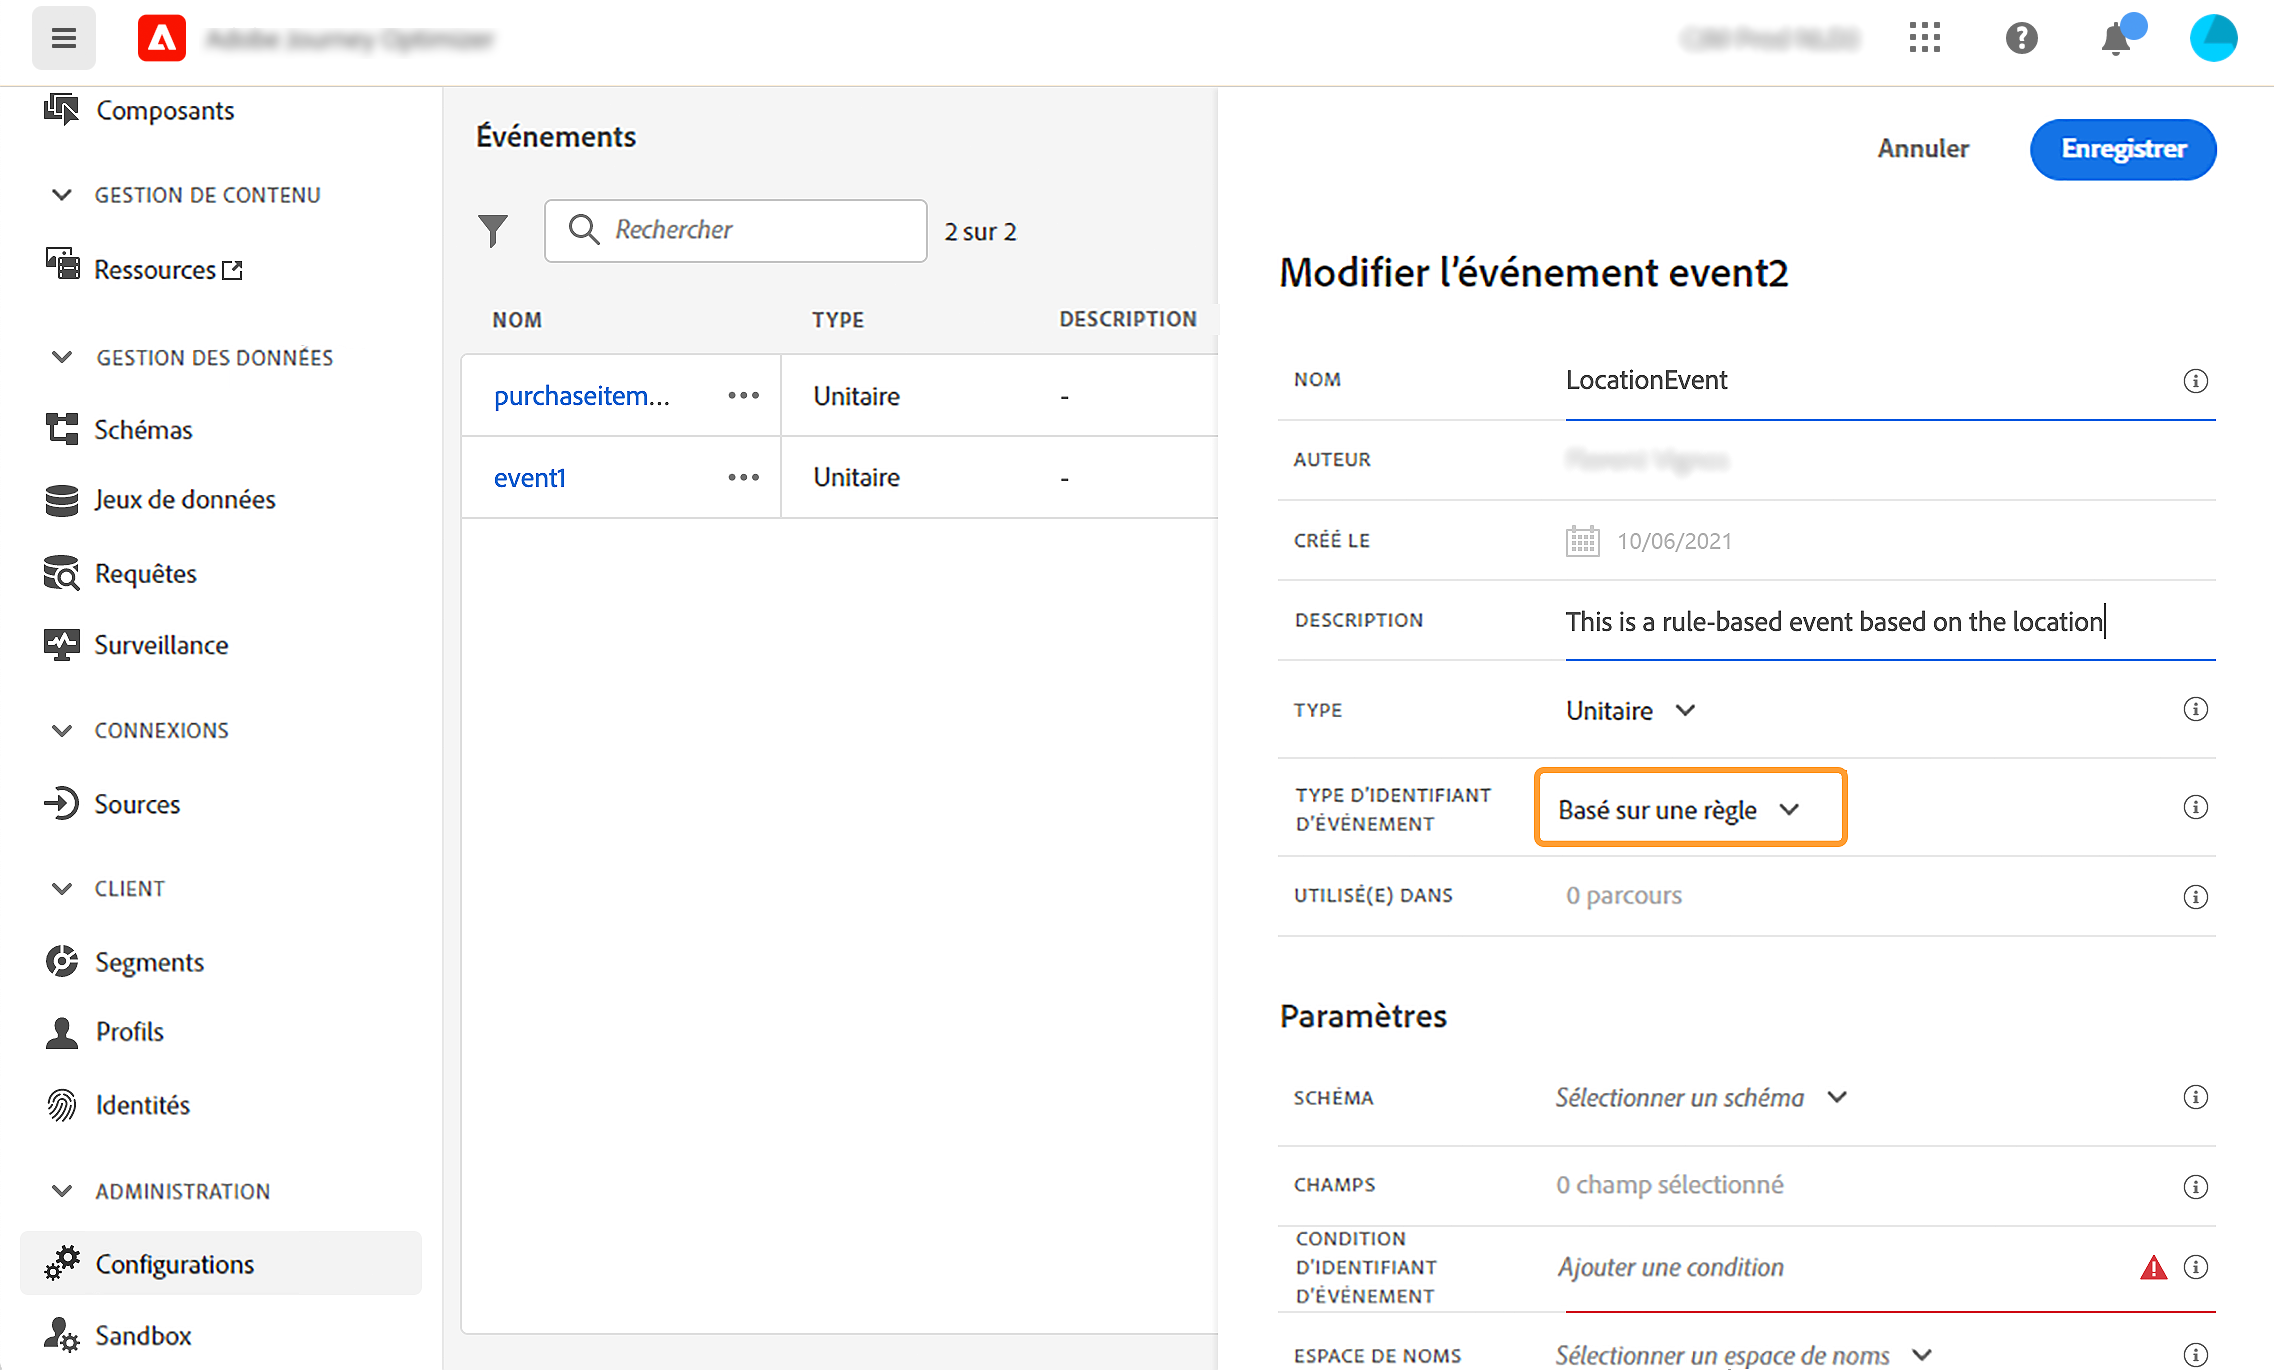 Composants
GESTION DE CONTENU
Ressources
GESTION DES DONNÉES
Schémas
Jeux de données
Requêtes
Surveillance
CONNEXIONS
Sources
CLIENT
Segments
Profils
Identités
ADMINISTRATION
Configurations
Sandbox
Événements
Rechercher
2 sur 2
NOM TYPE DESCRIPTION
purchaseitem... Unitaire -
event1 Unitaire -
Annuler Enregistrer
Modifier l’événement event2
NOM LocationEvent
AUTEUR
CRÉÉ LE 10/06/2021
DESCRIPTION This is a rule-based event based on the location
TYPE Unitaire
TYPE D’IDENTIFIANT
D’ÉVÉNEMENT
Basé sur une règle
UTILISÉ(E) DANS 0 parcours
Paramètres
SCHÉMA Sélectionner un schéma
CHAMPS 0 champ sélectionné
CONDITION
D’IDENTIFIANT
D’ÉVÉNEMENT
Ajouter une condition
ESPACE DE NOMS Sélectionner un espace de noms